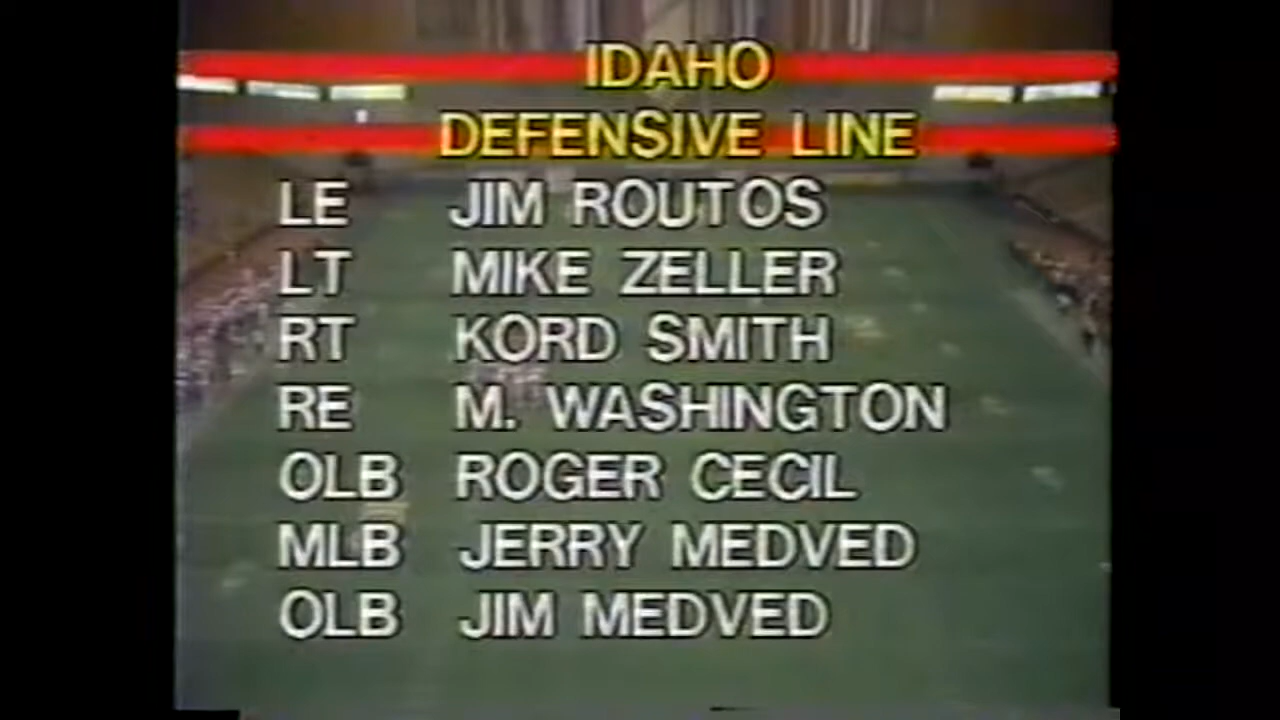 IDAHO
DEFENSIVE LINE
LE JIM ROUTOS
LT MIKE ZELLER
RT KORD SMITH
RE M. WASHINGTON
OLB ROGER CECIL
MLB JERRY MEDVED
OLB JIM MEDVED